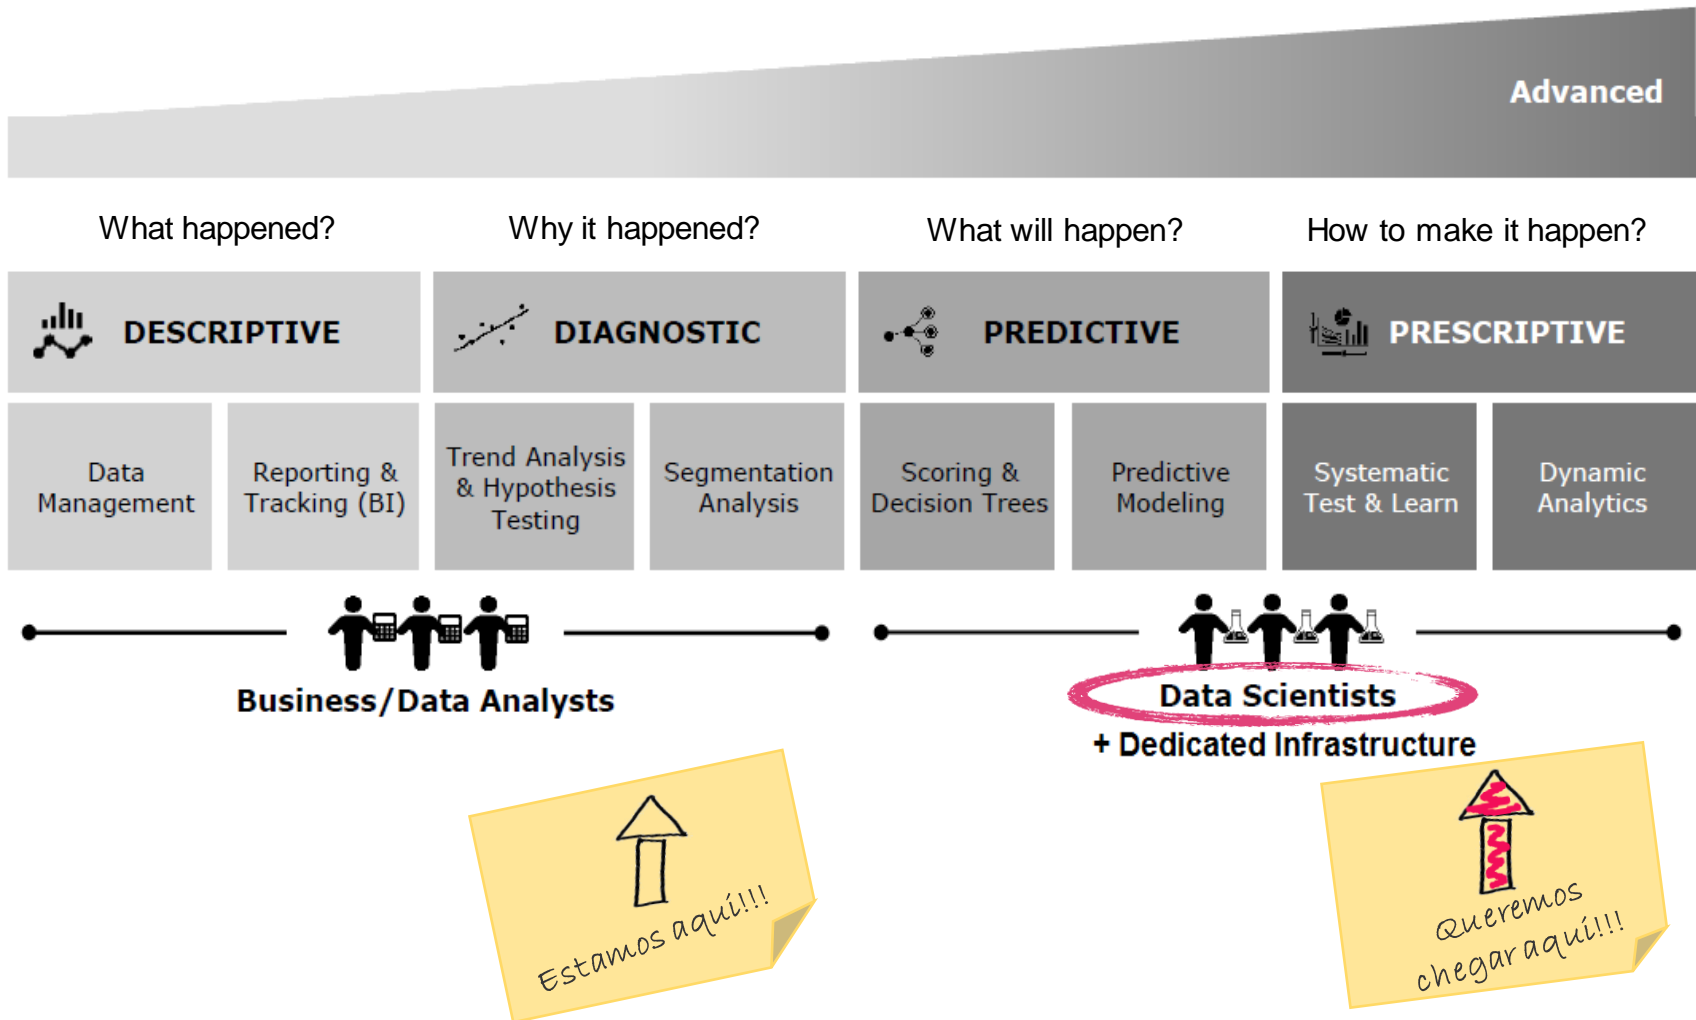 Advanced
What happened?
Why it happened?
What will happen?
How to make it happen?
DESCRIPTIVE
DIAGNOSTIC
PREDICTIVE
PRESCRIPTIVE
Data
Management
Reporting &
Tracking (BI)
Trend Analysis
& Hypothesis
Testing
Segmentation
Analysis
Scoring &
Decision Trees
Predictive
Modeling
Systematic
Test & Learn
Dynamic
Analytics
Business/Data Analysts
Data Scientists
+ Dedicated Infrastructure
Estamos aquí!!!
Queremos
chegar aquí!!!